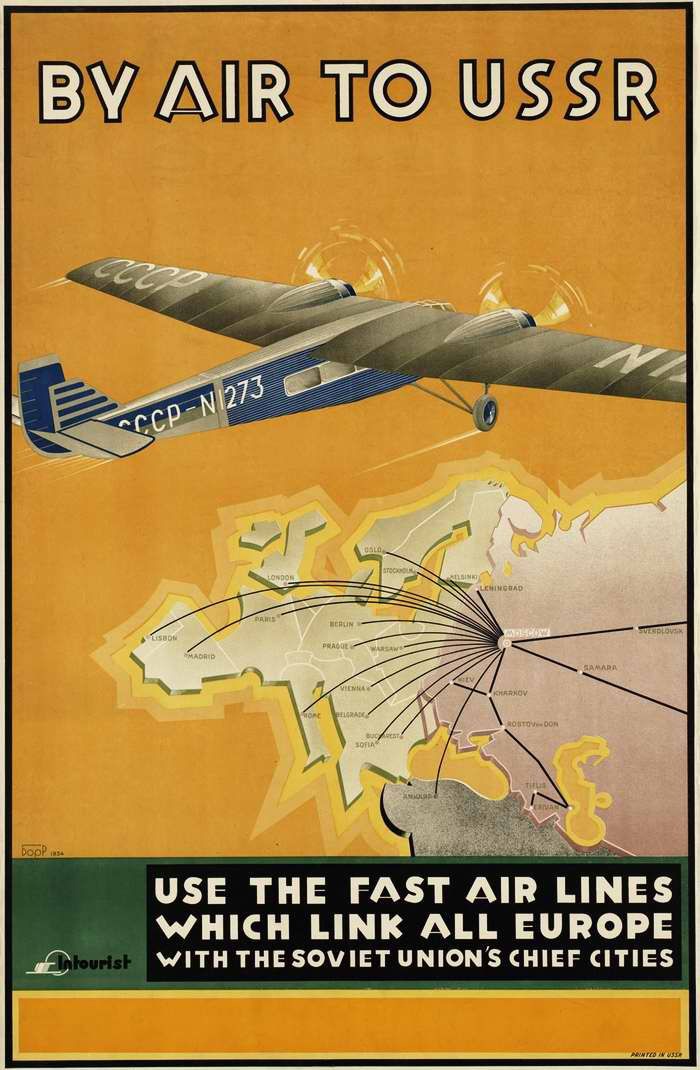 BY AIR TO USSR
CCCP
N12
CCCP-N1273
OSLO
STOCKHOLM
HELSINKI
LENINGRAD
LONDON
PARIS
BERLIN
LISBON
MADRID
PRAGUE
WARSAW
MOSCOW
SVERDLOVSK
SAMARA
VIENNA
KIEV
KHARKOV
ROME
BELGRADE
BUCHAREST
SOFIA
ROSTOV ON DON
ANGORA
TIFLIS
ERIVAN
1934
USE THE FAST AIR LINES
WHICH LINK ALL EUROPE
WITH THE SOVIET UNION'S CHIEF CITIES
Intourist
PRINTED IN USSR